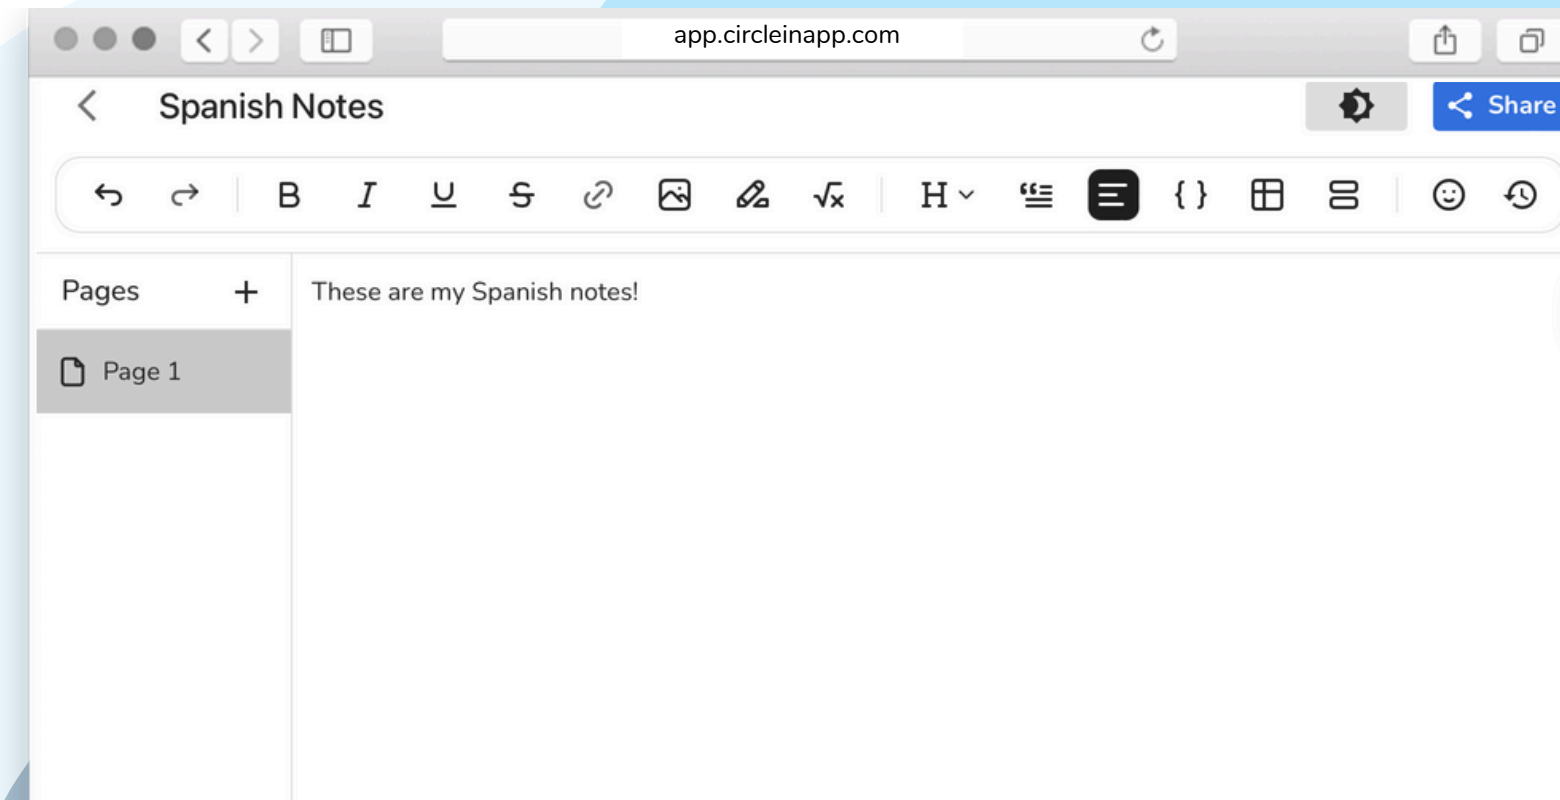 app.circleinapp.com
Spanish Notes
Share
B I U S √x H “ { }
Pages +
These are my Spanish notes!
Page 1